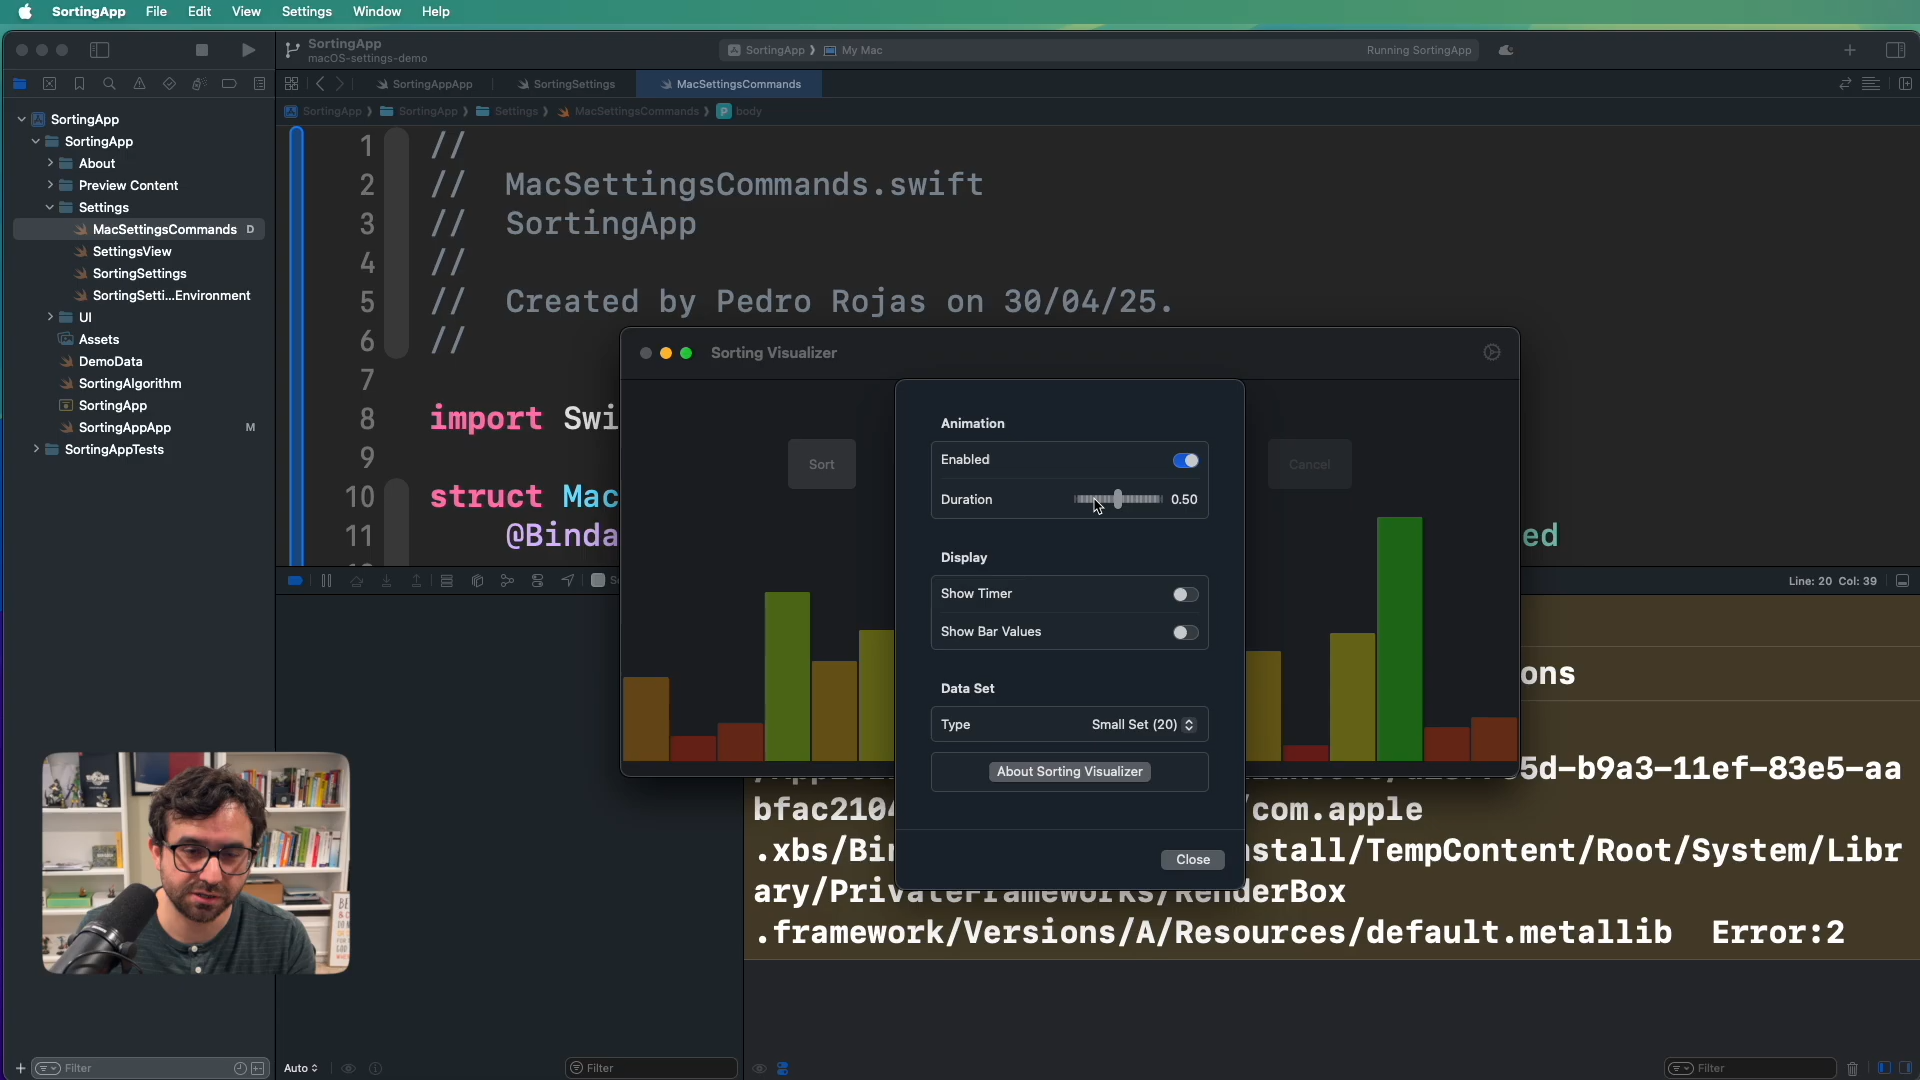 SortingApp File Edit View Settings Window Help
SortingApp
macOS-settings-demo
SortingApp My Mac Running SortingApp
SortingAppApp SortingSettings MacSettingsCommands
SortingApp SortingApp Settings MacSettingsCommands body
SortingApp
SortingApp
About
Preview Content
Settings
MacSettingsCommands D
SettingsView
SortingSettings
SortingSetti...Environment
UI
Assets
DemoData
SortingAlgorithm
SortingApp
SortingAppApp M
SortingAppTests
1 //
2 // MacSettingsCommands.swift
3 // SortingApp
4 //
5 // Created by Pedro Rojas on 30/04/25.
6 //
7
8 import Swi
9
10 struct Mac
11 @Binda ed
Line: 20 Col: 39
Sorting Visualizer
Sort
Cancel
Animation
Enabled
Duration 0.50
Display
Show Timer
Show Bar Values
Data Set
Type Small Set (20)
About Sorting Visualizer
Close
ons
5d-b9a3-11ef-83e5-aa
bfac2104 /com.apple
.xbs/Bin stall/TempContent/Root/System/Libr
ary/PrivateFrameworks/RenderBox
.framework/Versions/A/Resources/default.metallib Error:2
Filter
Auto
Filter
Filter